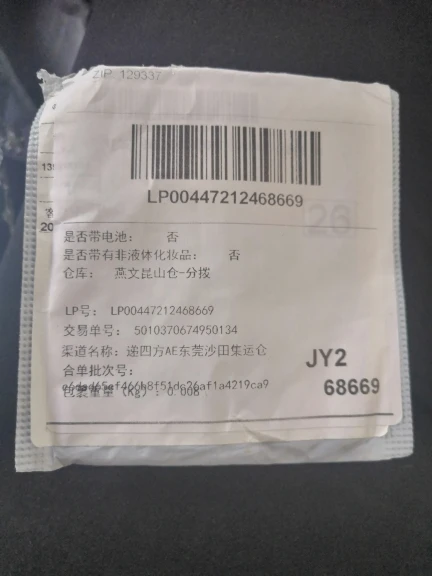 ZIP 129337
LP00447212468669
26
是否带电池： 否
是否带有非液体化妆品： 否
仓库： 燕文昆山仓-分拨
LP号： LP00447212468669
交易单号： 5010370674950134
渠道名称：递四方AE东莞沙田集运仓
JY2
合单批次号：
68669
包装重量（Kg）：0.008